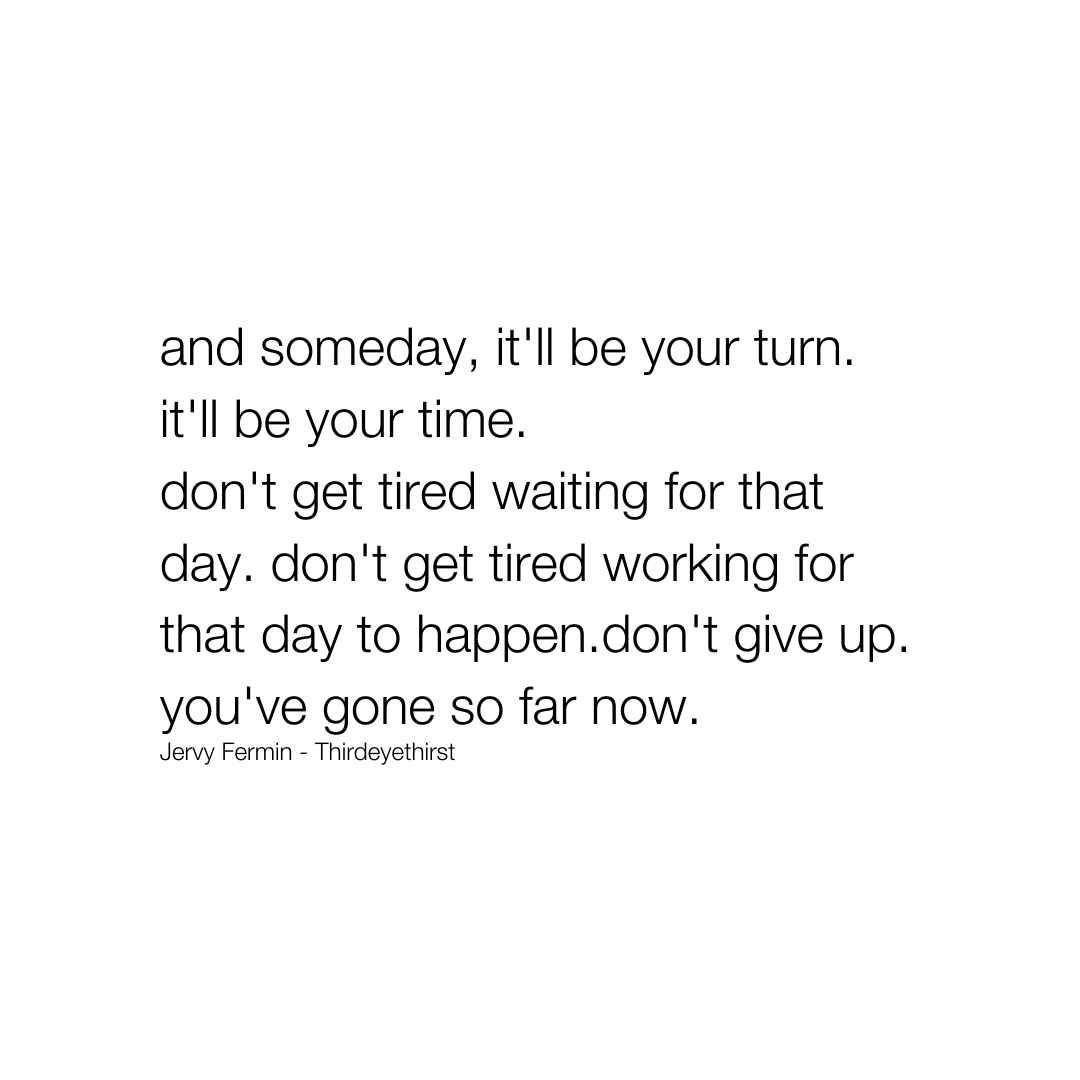 and someday, it'll be your turn.
it'll be your time.
don't get tired waiting for that
day. don't get tired working for
that day to happen.don't give up.
you've gone so far now.
Jervy Fermin - Thirdeyethirst